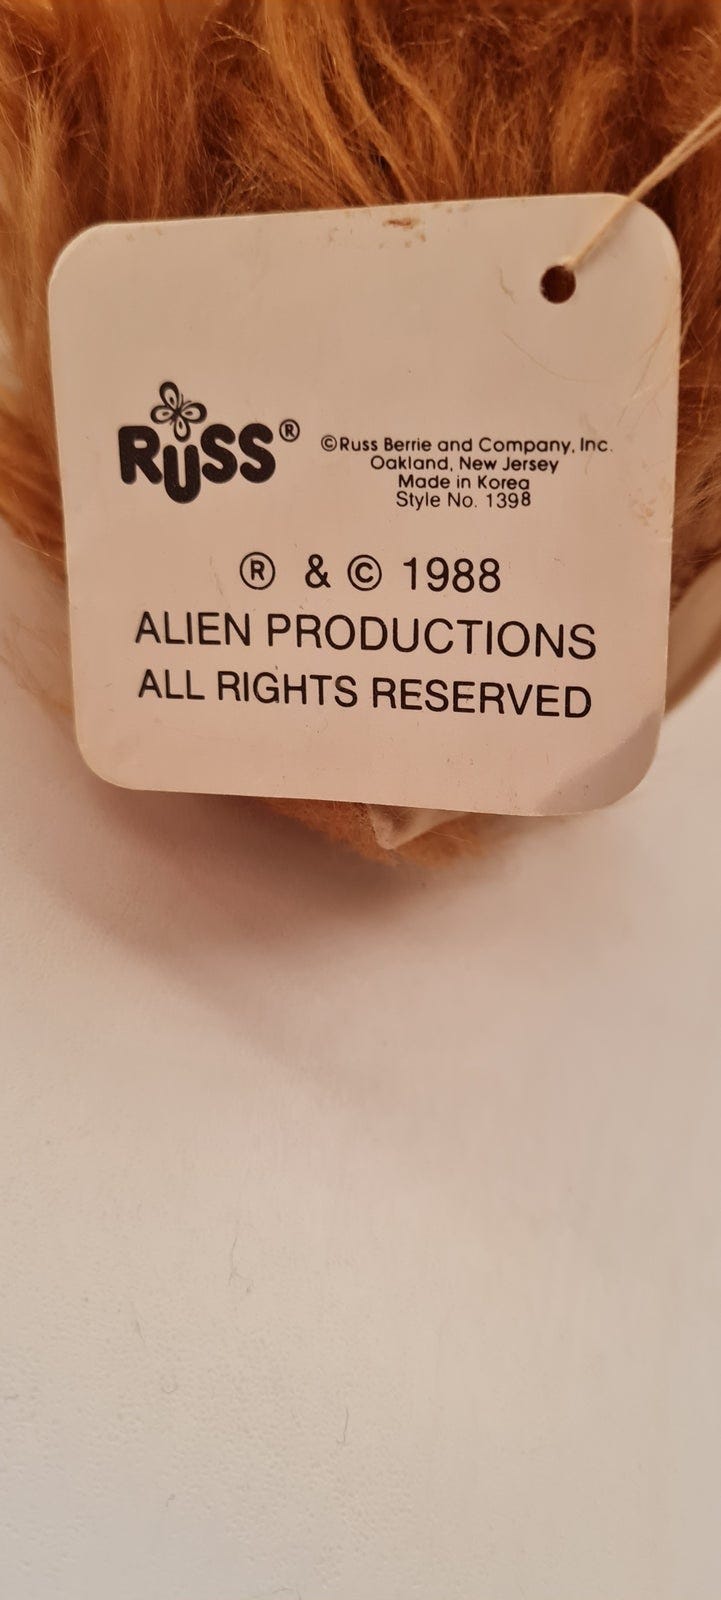 RUSS®
©Russ Berrie and Company, Inc.
Oakland, New Jersey
Made in Korea
Style No. 1398
® & © 1988
ALIEN PRODUCTIONS
ALL RIGHTS RESERVED